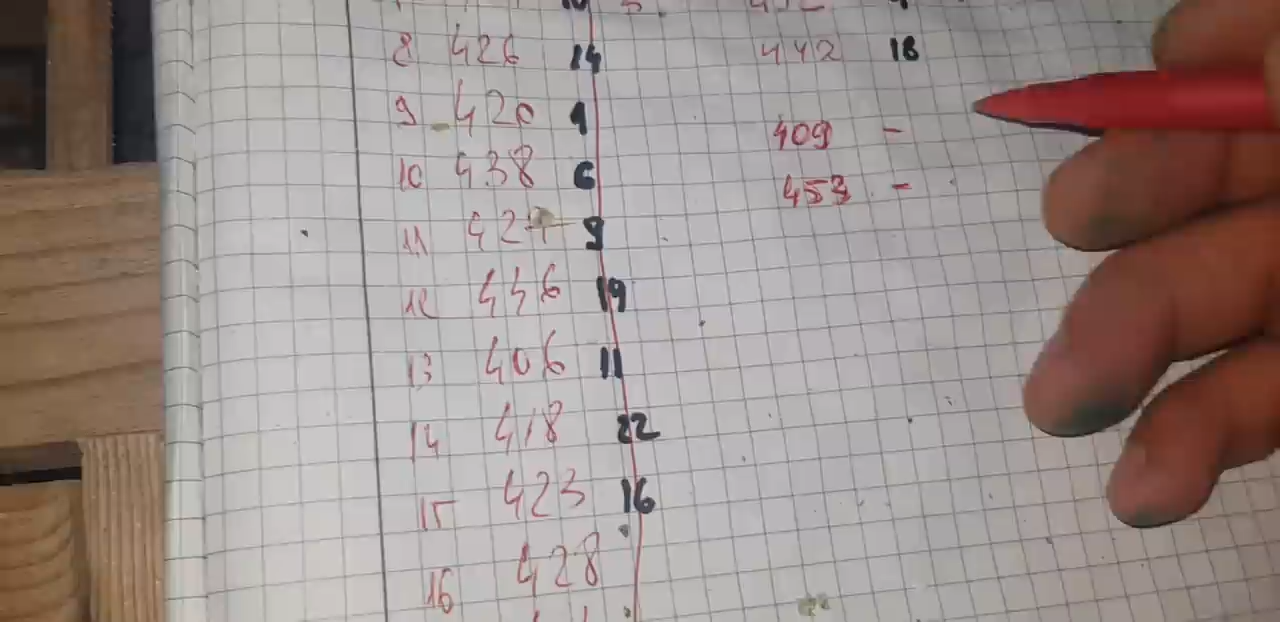 8 426 14 442 18
9 420 1
409 -
10 438 6
453 -
11 427 9
12 446 19
13 406 11
14 418 22
15 423 16
16 428